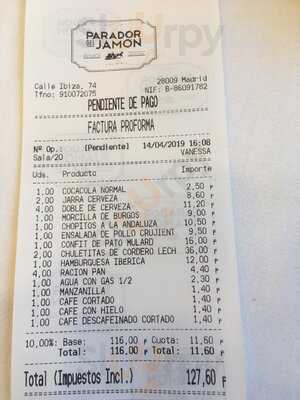 PARADOR
DEL
JAMON
Calle Ibiza, 74
28009 Madrid
Tfno: 910072075
NIF: B-86091762
PENDIENTE DE PAGO
FACTURA PROFORMA
Nº Op.: [Pendiente] 14/04/2019 16:08
Sala/20 VANESSA
Uds. Producto Importe
1,00 COCACOLA NORMAL 2,50 P
2,00 JARRA CERVEZA 8,60 P
4,00 DOBLE DE CERVEZA 11,20 P
1,00 MORCILLA DE BURGOS 9,00 P
1,00 CHOPITOS A LA ANDALUZA 10,50 P
1,00 ENSALADA DE POLLO CRUJIENT 9,50 P
1,00 CONFIT DE PATO MULARD 16,00 P
2,00 CHULETITAS DE CORDERO LECH 36,00 P
1,00 HAMBURGUESA IBERICA 12,00 P
4,00 RACION PAN 4,40 P
1,00 AGUA CON GAS 1/2 2,30 P
1,00 MANZANILLA 1,40 P
1,00 CAFE CORTADO 1,40 P
1,00 CAFE CON HIELO 1,40 P
1,00 CAFE DESCAFEINADO CORTADO 1,40 P
10,00%: Base: 116,00 P Cuota: 11,60 P
Total: 116,00 P Total: 11,60 P
Total (Impuestos Incl.) 127,60 P